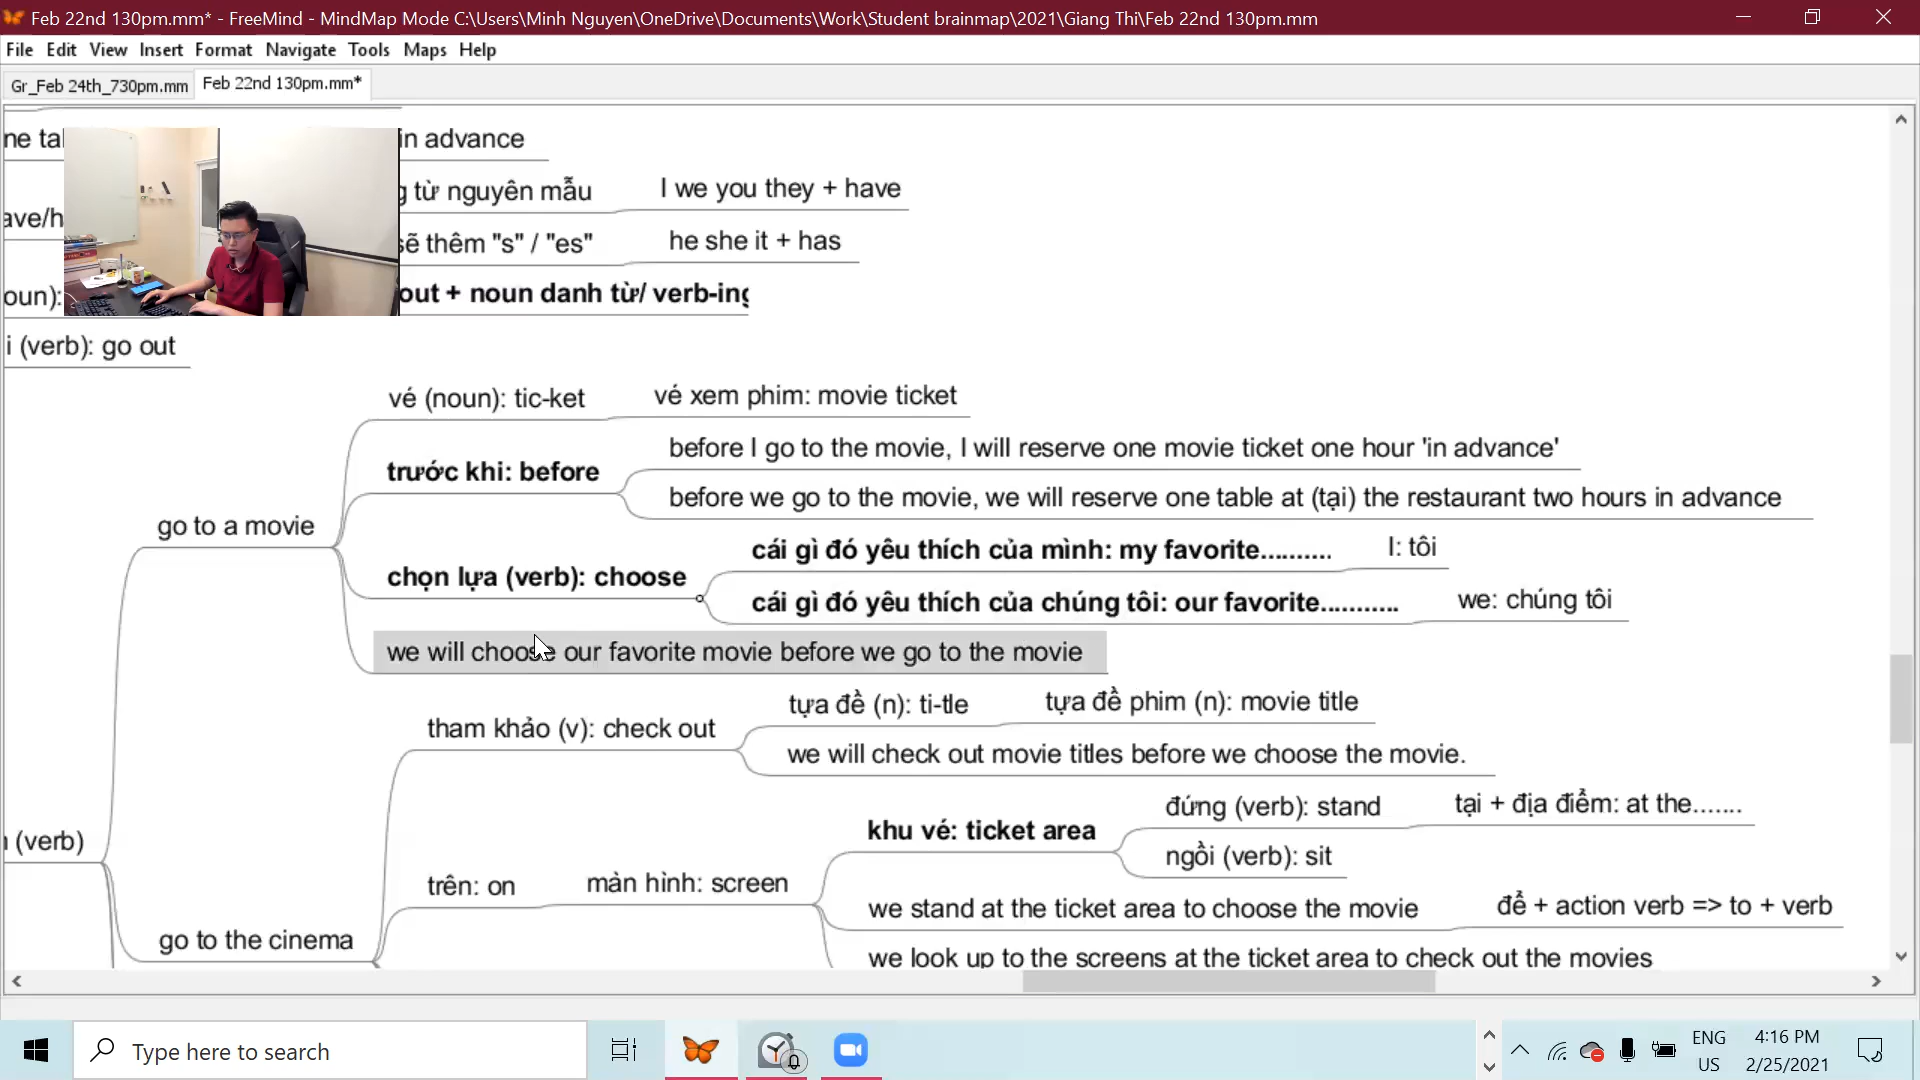 Feb 22nd 130pm.mm* - FreeMind - MindMap Mode C:\Users\Minh Nguyen\OneDrive\Documents\Work\Student brainmap\2021\Giang Thi\Feb 22nd 130pm.mm
File Edit View Insert Format Navigate Tools Maps Help
Gr_Feb 24th_730pm.mm Feb 22nd 130pm.mm*
ne ta in advance
từ nguyên mẫu I we you they + have
ave/h sẽ thêm "s" / "es" he she it + has
oun): out + noun danh từ/ verb-ing
i (verb): go out
vé (noun): tic-ket vé xem phim: movie ticket
before I go to the movie, I will reserve one movie ticket one hour 'in advance'
trước khi: before
before we go to the movie, we will reserve one table at (tại) the restaurant two hours in advance
go to a movie
cái gì đó yêu thích của mình: my favorite.......... I: tôi
chọn lựa (verb): choose
cái gì đó yêu thích của chúng tôi: our favorite........... we: chúng tôi
we will choose our favorite movie before we go to the movie
tựa đề (n): ti-tle tựa đề phim (n): movie title
tham khảo (v): check out
we will check out movie titles before we choose the movie.
đứng (verb): stand tại + địa điểm: at the.......
khu vé: ticket area
(verb)
ngồi (verb): sit
trên: on màn hình: screen
we stand at the ticket area to choose the movie để + action verb => to + verb
go to the cinema
we look up to the screens at the ticket area to check out the movies
Type here to search
ENG
US
4:16 PM
2/25/2021